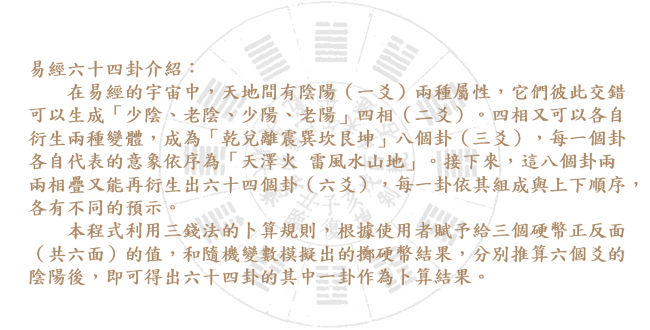 易經六十四卦介紹：
在易經的宇宙中，天地間有陰陽（一爻）兩種屬性，它們彼此交錯
可以生成「少陰、老陰、少陽、老陽」四相（二爻）。四相又可以各自
衍生兩種變體，成為「乾兌離震巽坎艮坤」八個卦（三爻），每一個卦
各自代表的意象依序為「天澤火 雷風水山地」。接下來，這八個卦兩
兩相疊又能再衍生出六十四個卦（六爻），每一卦依其組成與上下順序，
各有不同的預示。
本程式利用三錢法的卜算規則，根據使用者賦予給三個硬幣正反面
（共六面）的值，和隨機變數模擬出的擲硬幣結果，分別推算六個爻的
陰陽後，即可得出六十四卦的其中一卦作為卜算結果。